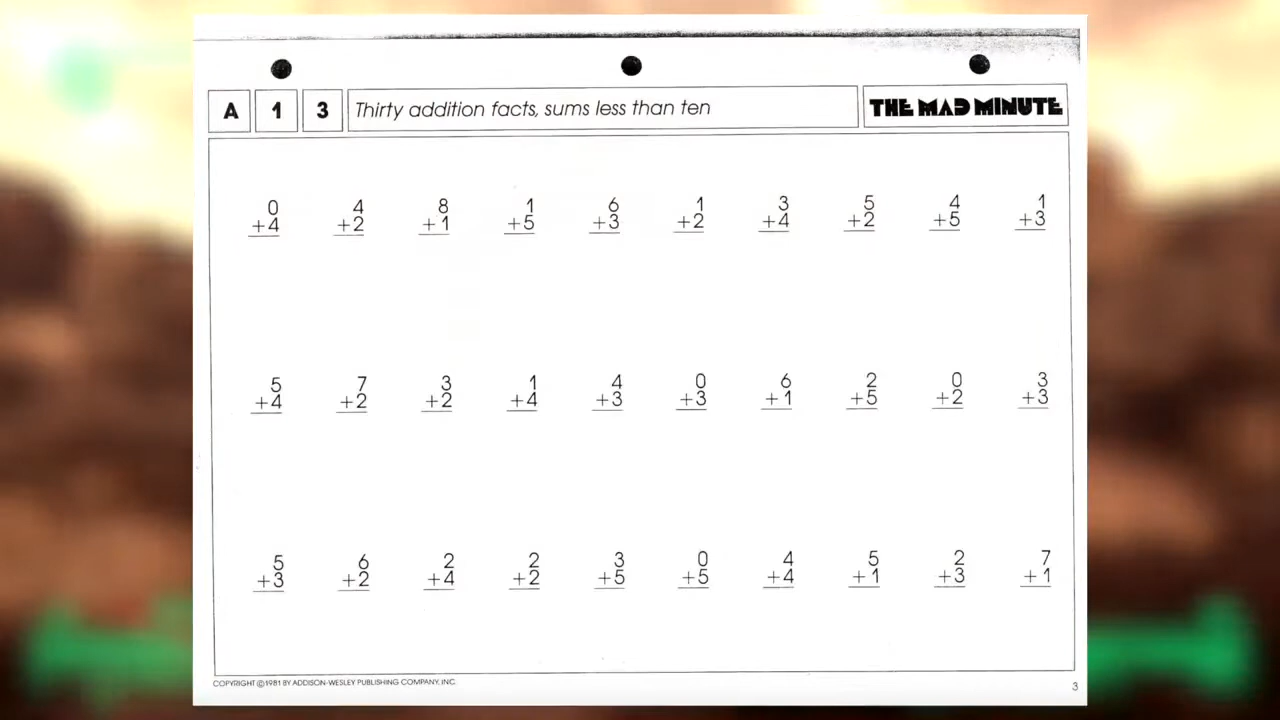 A 1 3 Thirty addition facts, sums less than ten THE MAD MINUTE
0 4 8 1 6 1 3 5 4 1
+4 +2 +1 +5 +3 +2 +4 +2 +5 +3
5 7 3 1 4 0 6 2 0 3
+4 +2 +2 +4 +3 +3 +1 +5 +2 +3
5 6 2 2 3 0 4 5 2 7
+3 +2 +4 +2 +5 +5 +4 +1 +3 +1
COPYRIGHT ©1981 BY ADDISON-WESLEY PUBLISHING COMPANY, INC.
3